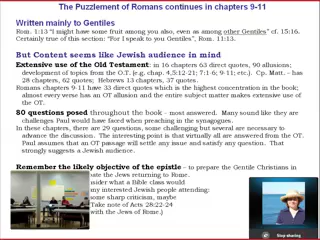 The Puzzlement of Romans continues in chapters 9-11
Written mainly to Gentiles
Rom. 1:13 “I might have some fruit among you also, even as among other Gentiles” cf. 15:16.
Certainly true of this section: “For I speak to you Gentiles”, Rom. 11:13.
But Content seems like Jewish audience in mind
Extensive use of the Old Testament: in 16 chapters 63 direct quotes, 90 allusions;
development of topics from the O.T. (e.g. chap. 4,5:12-21; 7:1-6; 9-11; etc.). Cp. Matt. – has
28 chapters, 62 quotes; Hebrews 13 chapters, 37 quotes.
Romans chapters 9-11 have 33 direct quotes which is the highest concentration in the book;
almost every verse has an OT allusion and the entire subject matter makes extensive use of
the OT.
80 questions posed throughout the book – most answered. Many sound like they are
challenges Paul would have faced when preaching in the synagogues.
In these chapters, there are 29 questions, some challenging but several are necessary to
advance the discussion. The interesting point is that virtually all are answered from the OT.
Paul assumes that an OT passage will settle any issue and satisfy any question. That
strongly suggests a Jewish audience.
Remember the likely objective of the epistle – to prepare the Gentiles in
ate the Jews returning to Rome.
nsider what a Bible class would
any interested Jewish people attending:
some sharp criticism, maybe
Take note of Acts 28:22-24
with the Jews of Rome.)
Stop sharing